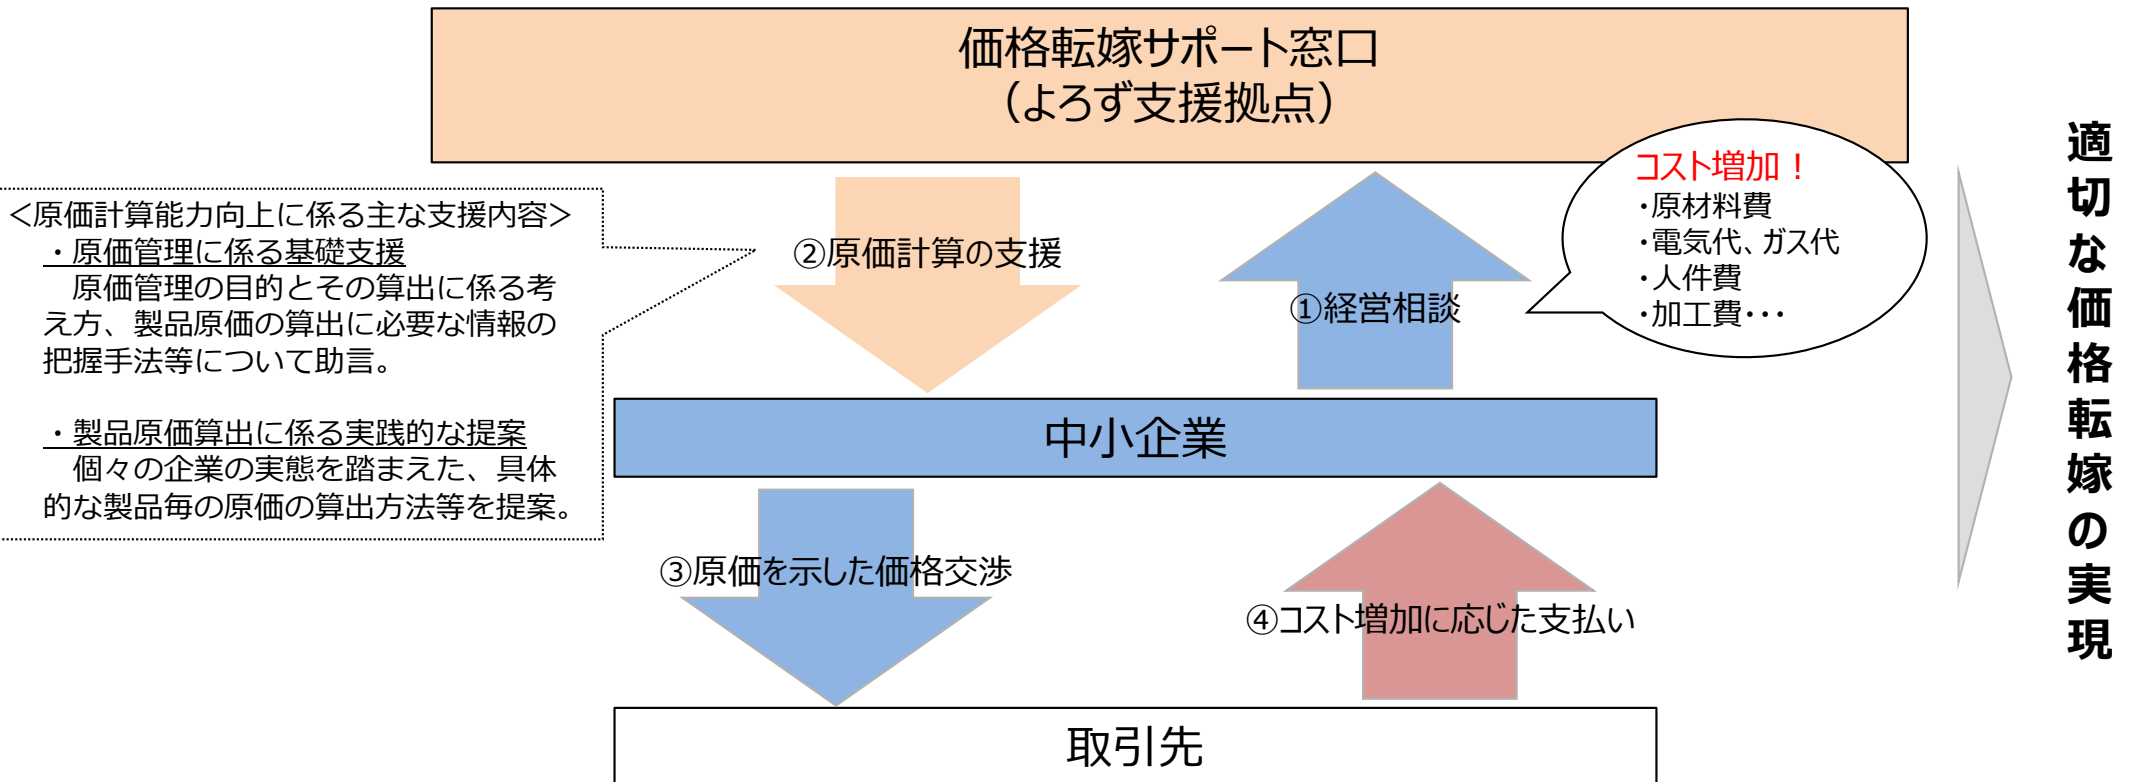 価格転嫁サポート窓口
（よろず支援拠点）
＜原価計算能力向上に係る主な支援内容＞
・原価管理に係る基礎支援
原価管理の目的とその算出に係る考
え方、製品原価の算出に必要な情報の
把握手法等について助言。
・製品原価算出に係る実践的な提案
個々の企業の実態を踏まえた、具体
的な製品毎の原価の算出方法等を提案。
②原価計算の支援
①経営相談
コスト増加！
・原材料費
・電気代、ガス代
・人件費
・加工費・・・
中小企業
③原価を示した価格交渉
④コスト増加に応じた支払い
取引先
適切な価格転嫁の実現